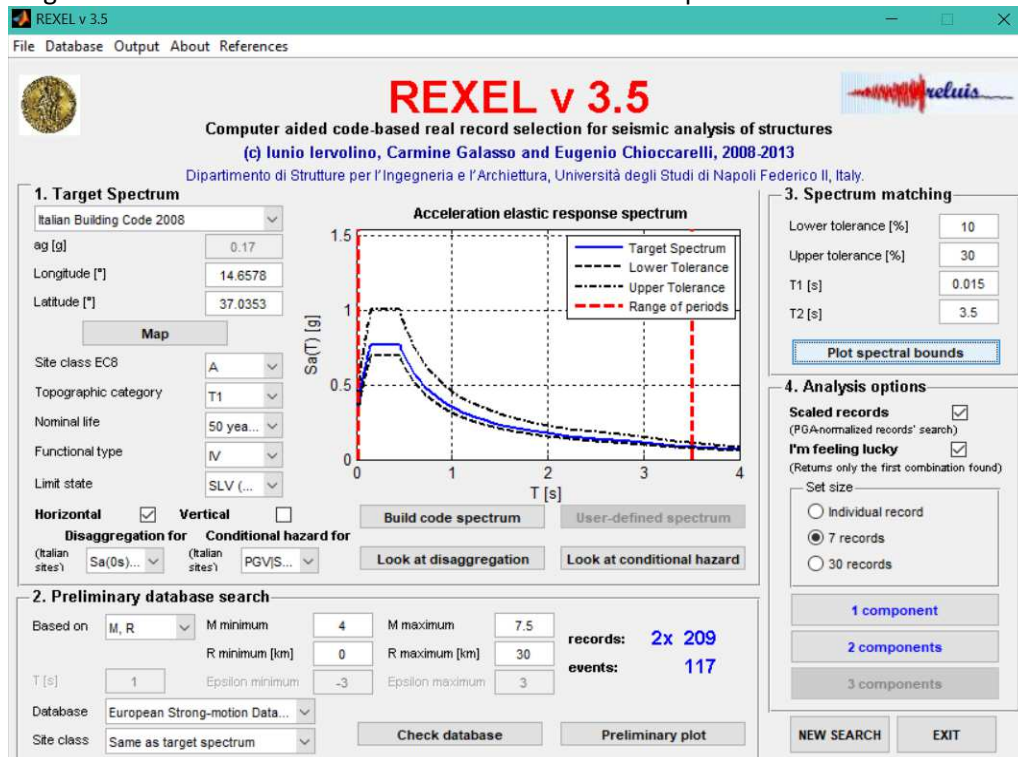 REXEL v 3.5
File Database Output About References
REXEL v 3.5
reluis
Computer aided code-based real record selection for seismic analysis of structures
(c) Iunio Iervolino, Carmine Galasso and Eugenio Chioccarelli, 2008-2013
Dipartimento di Strutture per l'Ingegneria e l'Archiettura, Università degli Studi di Napoli Federico II, Italy.
1. Target Spectrum
Italian Building Code 2008
ag [g] 0.17
Longitude [°] 14.6578
Latitude [°] 37.0353
Map
Site class EC8 A
Topographic category T1
Nominal life 50 yea...
Functional type IV
Limit state SLV (...
Horizontal Vertical
Disaggregation for Conditional hazard for
(Italian sites) Sa(0s)... (Italian sites) PGV|S...
Acceleration elastic response spectrum
Target Spectrum
Lower Tolerance
Upper Tolerance
Range of periods
Sa(T) [g]
1.5
1
0.5
0
0 1 2 3 4
T [s]
Build code spectrum User-defined spectrum
Look at disaggregation Look at conditional hazard
2. Preliminary database search
Based on M, R M minimum 4 M maximum 7.5
R minimum [km] 0 R maximum [km] 30
records: 2x 209
events: 117
T [s] 1 Epsilon minimum -3 Epsilon maximum 3
Database European Strong-motion Data...
Site class Same as target spectrum
Check database Preliminary plot
3. Spectrum matching
Lower tolerance [%] 10
Upper tolerance [%] 30
T1 [s] 0.015
T2 [s] 3.5
Plot spectral bounds
4. Analysis options
Scaled records
(PGA-normalized records' search)
I'm feeling lucky
(Returns only the first combination found)
Set size
Individual record
7 records
30 records
1 component
2 components
3 components
NEW SEARCH EXIT